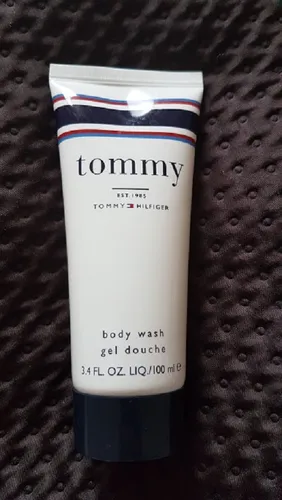 tommy
EST. 1985
TOMMY HILFIGER
body wash
gel douche
3.4 FL. OZ. LIQ./100 ml e